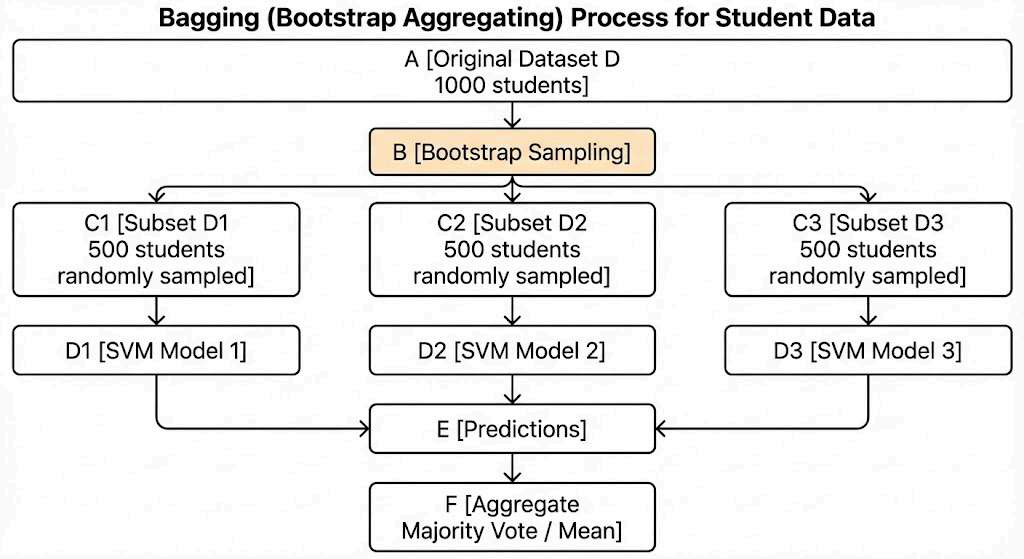 Bagging (Bootstrap Aggregating) Process for Student Data
A [Original Dataset D
1000 students]
B [Bootstrap Sampling]
C1 [Subset D1
500 students
randomly sampled]
C2 [Subset D2
500 students
randomly sampled]
C3 [Subset D3
500 students
randomly sampled]
D1 [SVM Model 1]
D2 [SVM Model 2]
D3 [SVM Model 3]
E [Predictions]
F [Aggregate
Majority Vote / Mean]